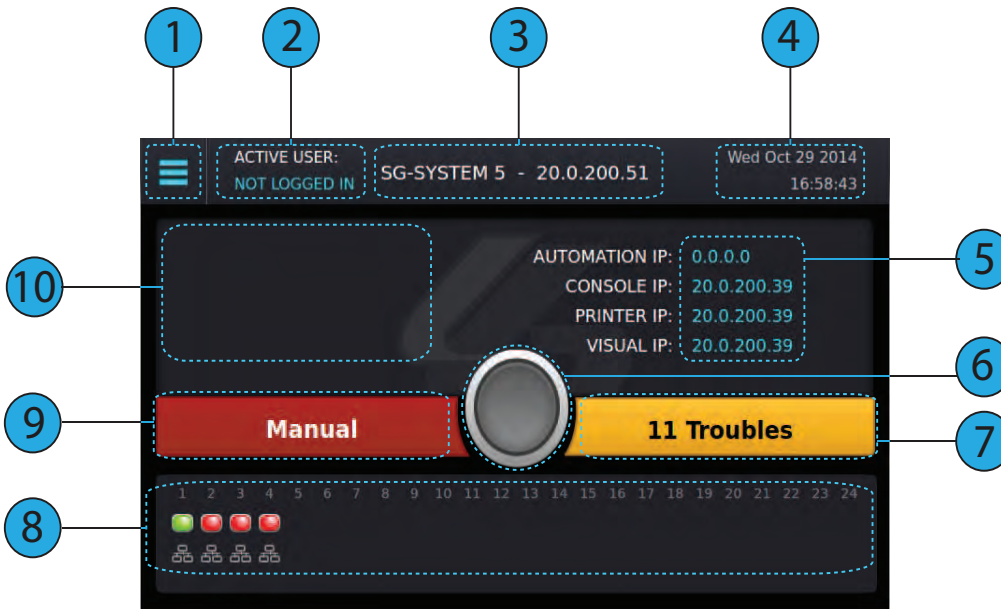 1 2 3 4
ACTIVE USER:
NOT LOGGED IN
SG-SYSTEM 5 - 20.0.200.51
Wed Oct 29 2014
16:58:43
10
AUTOMATION IP: 0.0.0.0
CONSOLE IP: 20.0.200.39
PRINTER IP: 20.0.200.39
VISUAL IP: 20.0.200.39
5
6
9
Manual
11 Troubles
7
8
1 2 3 4 5 6 7 8 9 10 11 12 13 14 15 16 17 18 19 20 21 22 23 24